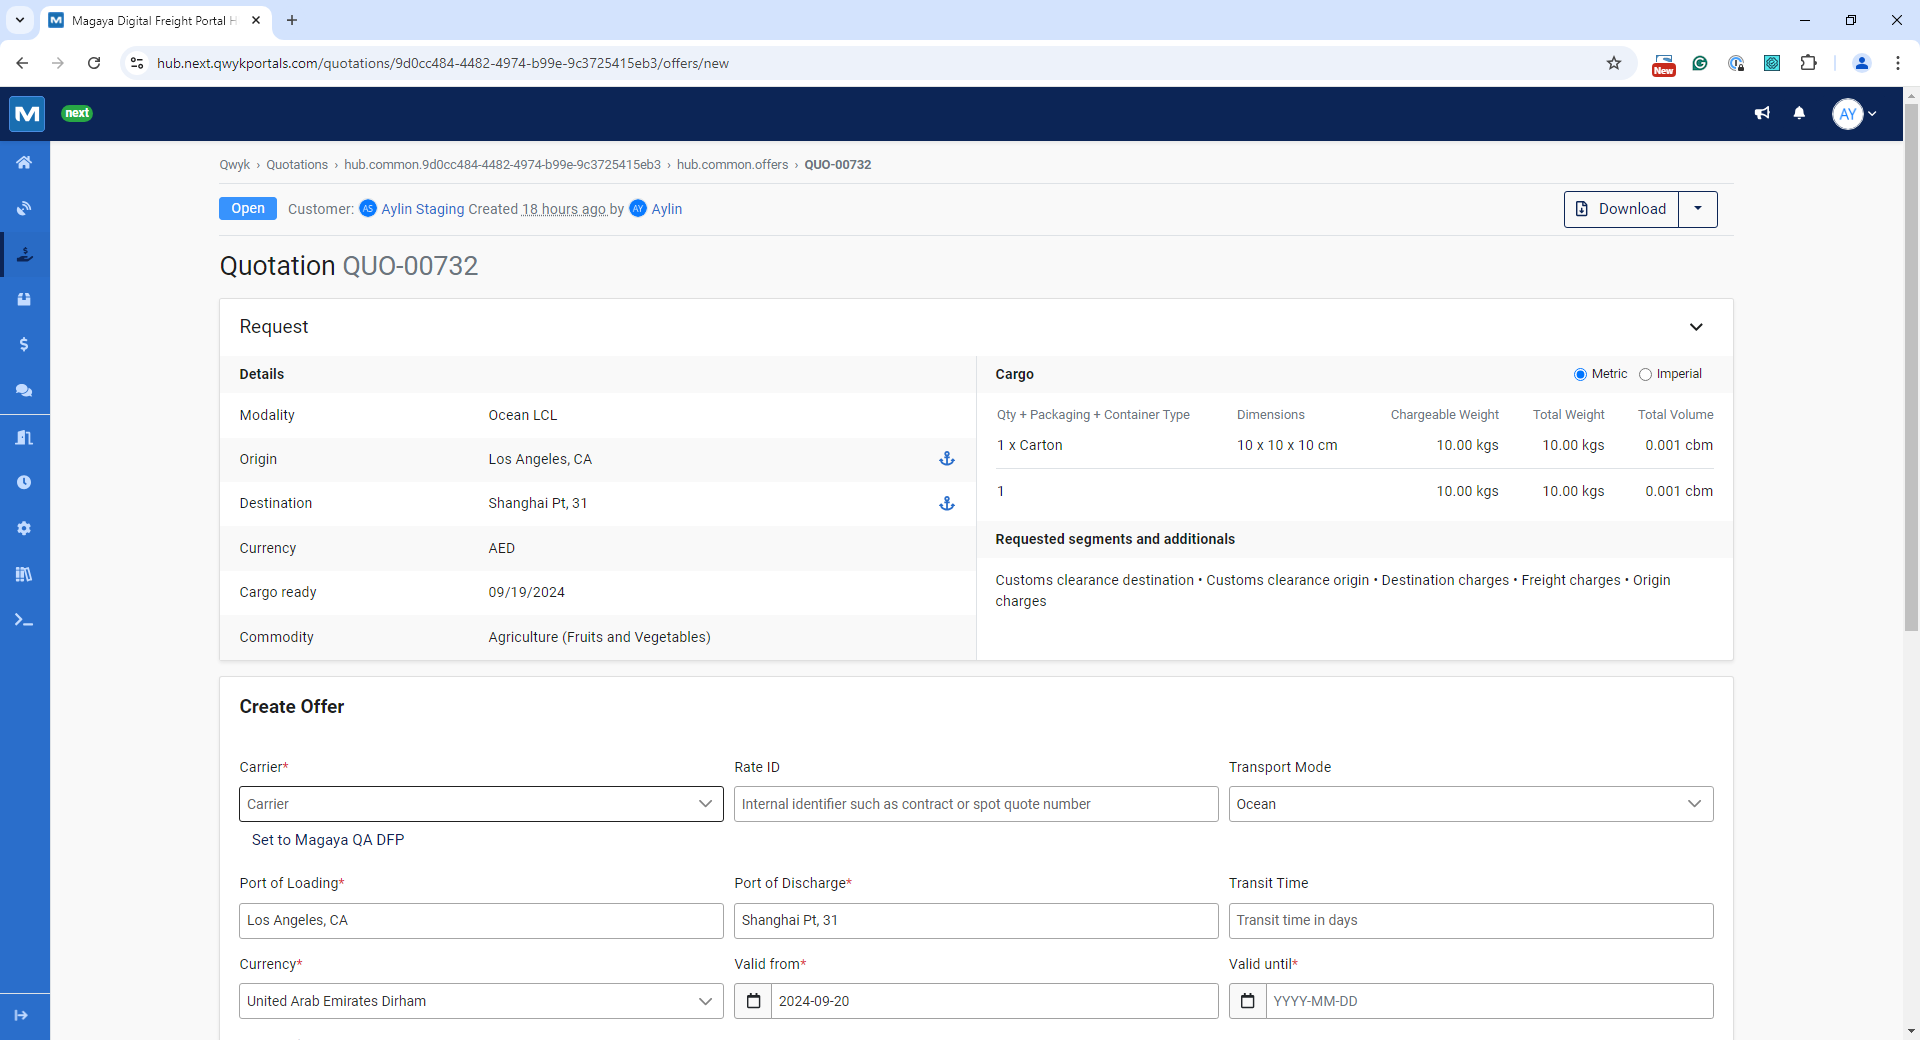 Magaya Digital Freight Portal H
hub.next.qwykportals.com/quotations/9d0cc484-4482-4974-b99e-9c3725415eb3/offers/new
New
M next
AY
Qwyk › Quotations › hub.common.9d0cc484-4482-4974-b99e-9c3725415eb3 › hub.common.offers › QUO-00732
Open Customer: AS Aylin Staging Created 18 hours ago by AY Aylin
Download
Quotation QUO-00732
Request
Details
Modality Ocean LCL
Origin Los Angeles, CA
Destination Shanghai Pt, 31
Currency AED
Cargo ready 09/19/2024
Commodity Agriculture (Fruits and Vegetables)
Cargo Metric Imperial
Qty + Packaging + Container Type Dimensions Chargeable Weight Total Weight Total Volume
1 x Carton 10 x 10 x 10 cm 10.00 kgs 10.00 kgs 0.001 cbm
1 10.00 kgs 10.00 kgs 0.001 cbm
Requested segments and additionals
Customs clearance destination • Customs clearance origin • Destination charges • Freight charges • Origin
charges
Create Offer
Carrier* Rate ID Transport Mode
Carrier Internal identifier such as contract or spot quote number Ocean
Set to Magaya QA DFP
Port of Loading* Port of Discharge* Transit Time
Los Angeles, CA Shanghai Pt, 31 Transit time in days
Currency* Valid from* Valid until*
United Arab Emirates Dirham 2024-09-20 YYYY-MM-DD